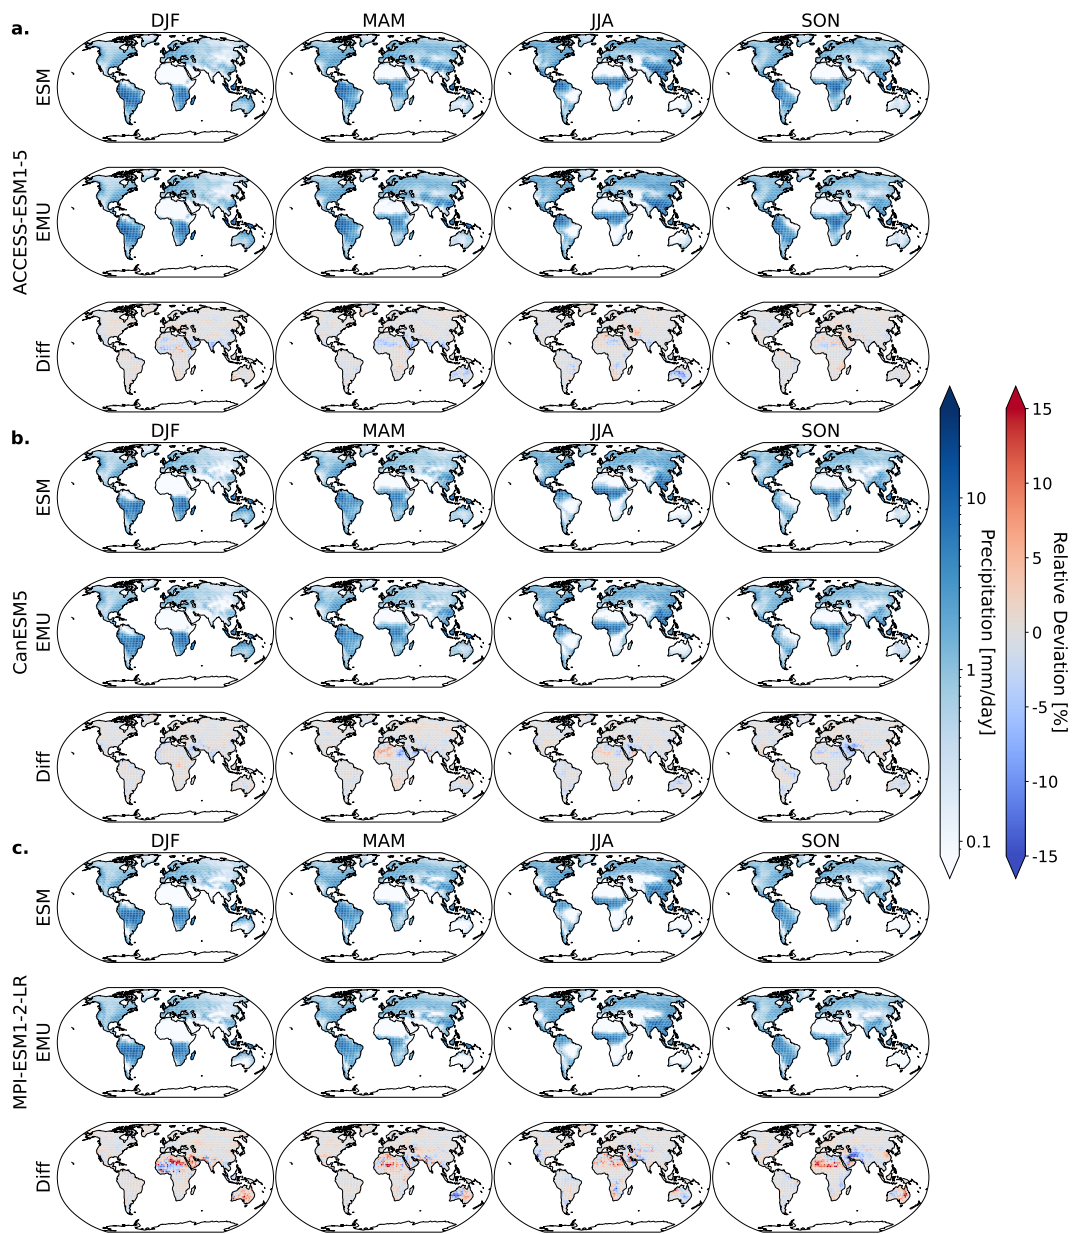 a.
DJF MAM JJA SON
ESM
ACCESS-ESM1-5
EMU
Diff
b.
DJF MAM JJA SON
ESM
CanESM5
EMU
Diff
c.
DJF MAM JJA SON
ESM
MPI-ESM1-2-LR
EMU
Diff
10
1
0.1
Precipitation [mm/day]
15
10
5
0
-5
-10
-15
Relative Deviation [%]